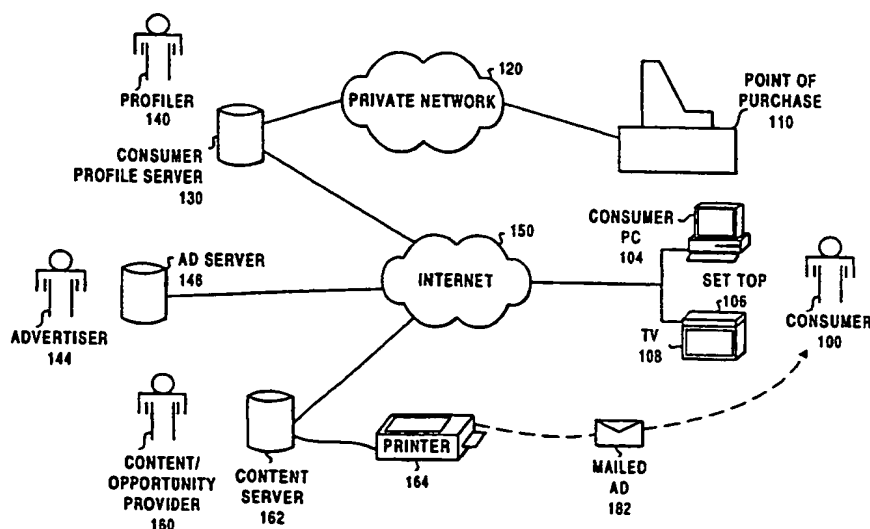 PROFILER
140
120
PRIVATE NETWORK
POINT OF
PURCHASE
110
CONSUMER
PROFILE SERVER
130
150
INTERNET
CONSUMER
PC
104
SET TOP
106
TV
108
CONSUMER
100
AD SERVER
146
ADVERTISER
144
CONTENT/
OPPORTUNITY
PROVIDER
160
CONTENT
SERVER
162
PRINTER
164
MAILED
AD
182